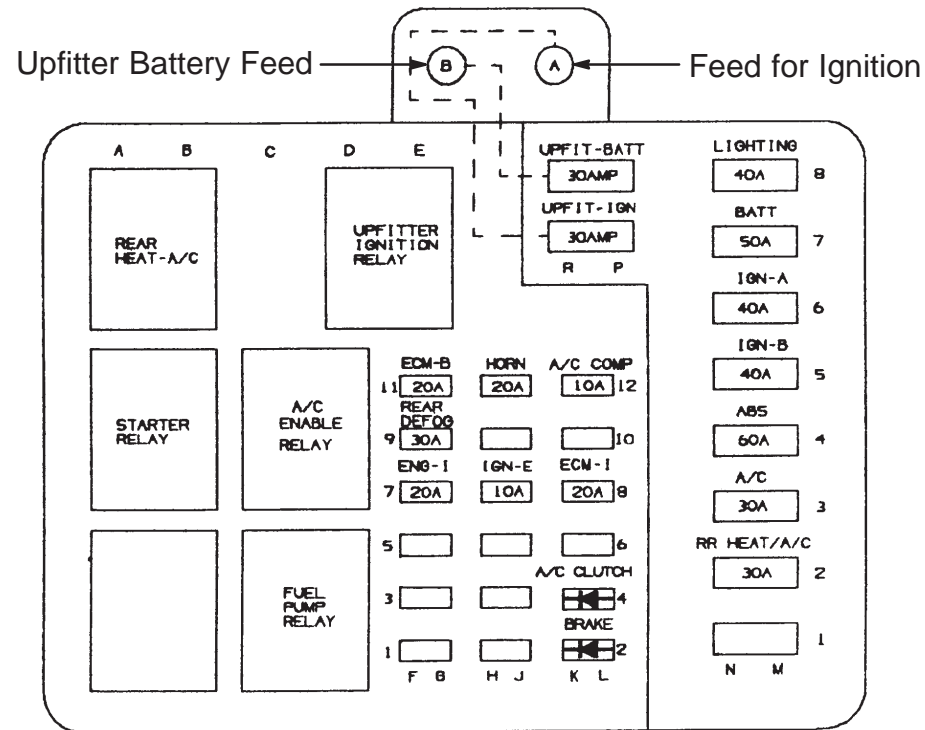 Upfitter Battery Feed
B
A
Feed for Ignition
A B C D E
UPFIT-BATT
30AMP
UPFIT-IGN
30AMP
R P
LIGHTING
40A 8
BATT
50A 7
IGN-A
40A 6
IGN-B
40A 5
ABS
60A 4
A/C
30A 3
RR HEAT/A/C
30A 2
1
N M
REAR
HEAT-A/C
UPFITTER
IGNITION
RELAY
STARTER
RELAY
A/C
ENABLE
RELAY
FUEL
PUMP
RELAY
ECM-B HORN A/C COMP
11 20A 20A 10A 12
REAR
DEFOG
9 30A 10
ENG-I IGN-E ECM-I
7 20A 10A 20A 8
5 6
A/C CLUTCH
3 4
BRAKE
1 2
F G H J K L